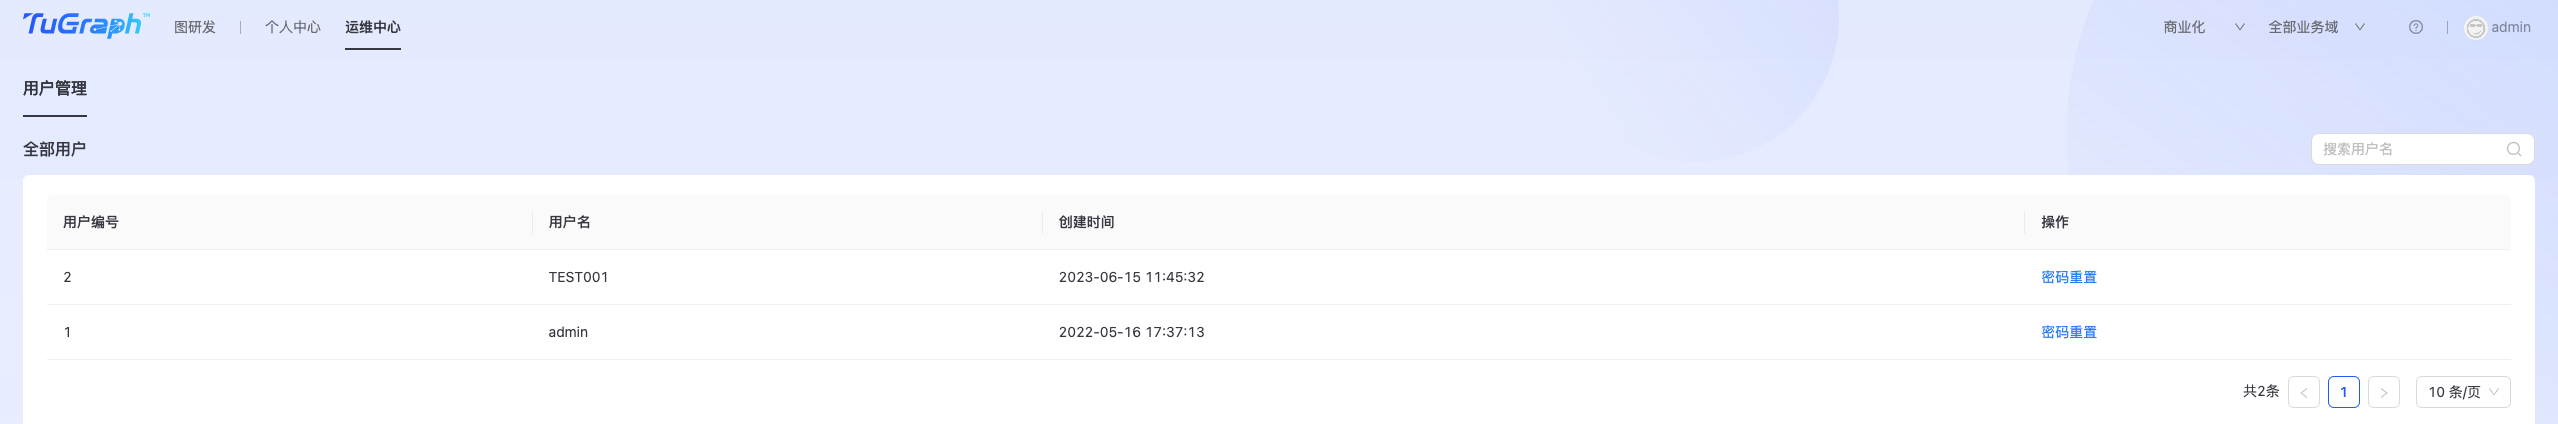 TuGraph™ 图研发 个人中心 运维中心 商业化 全部业务域 admin
用户管理
全部用户 搜索用户名
用户编号 用户名 创建时间 操作
2 TEST001 2023-06-15 11:45:32 密码重置
1 admin 2022-05-16 17:37:13 密码重置
共2条 < 1 > 10 条/页